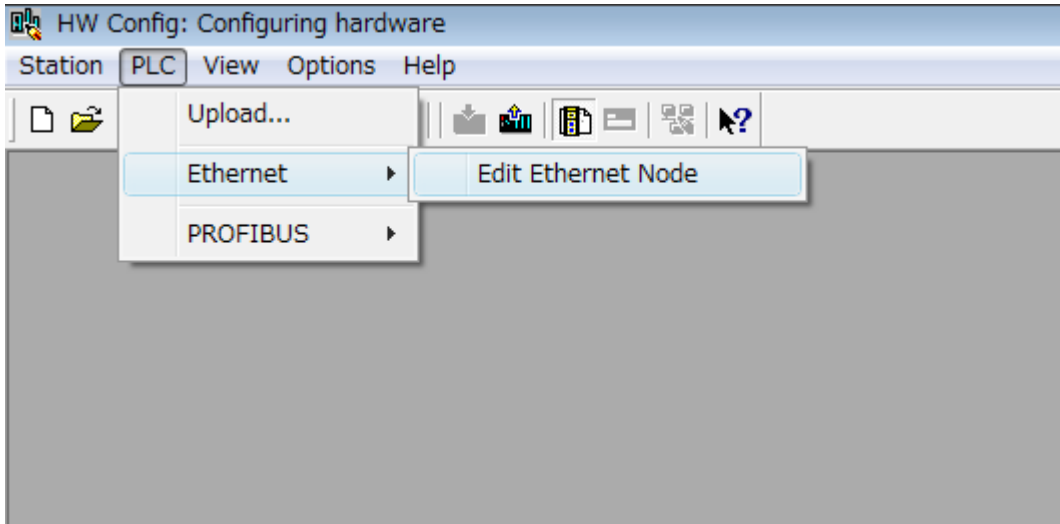 HW Config: Configuring hardware
Station PLC View Options Help
Upload...
Ethernet
Edit Ethernet Node
PROFIBUS